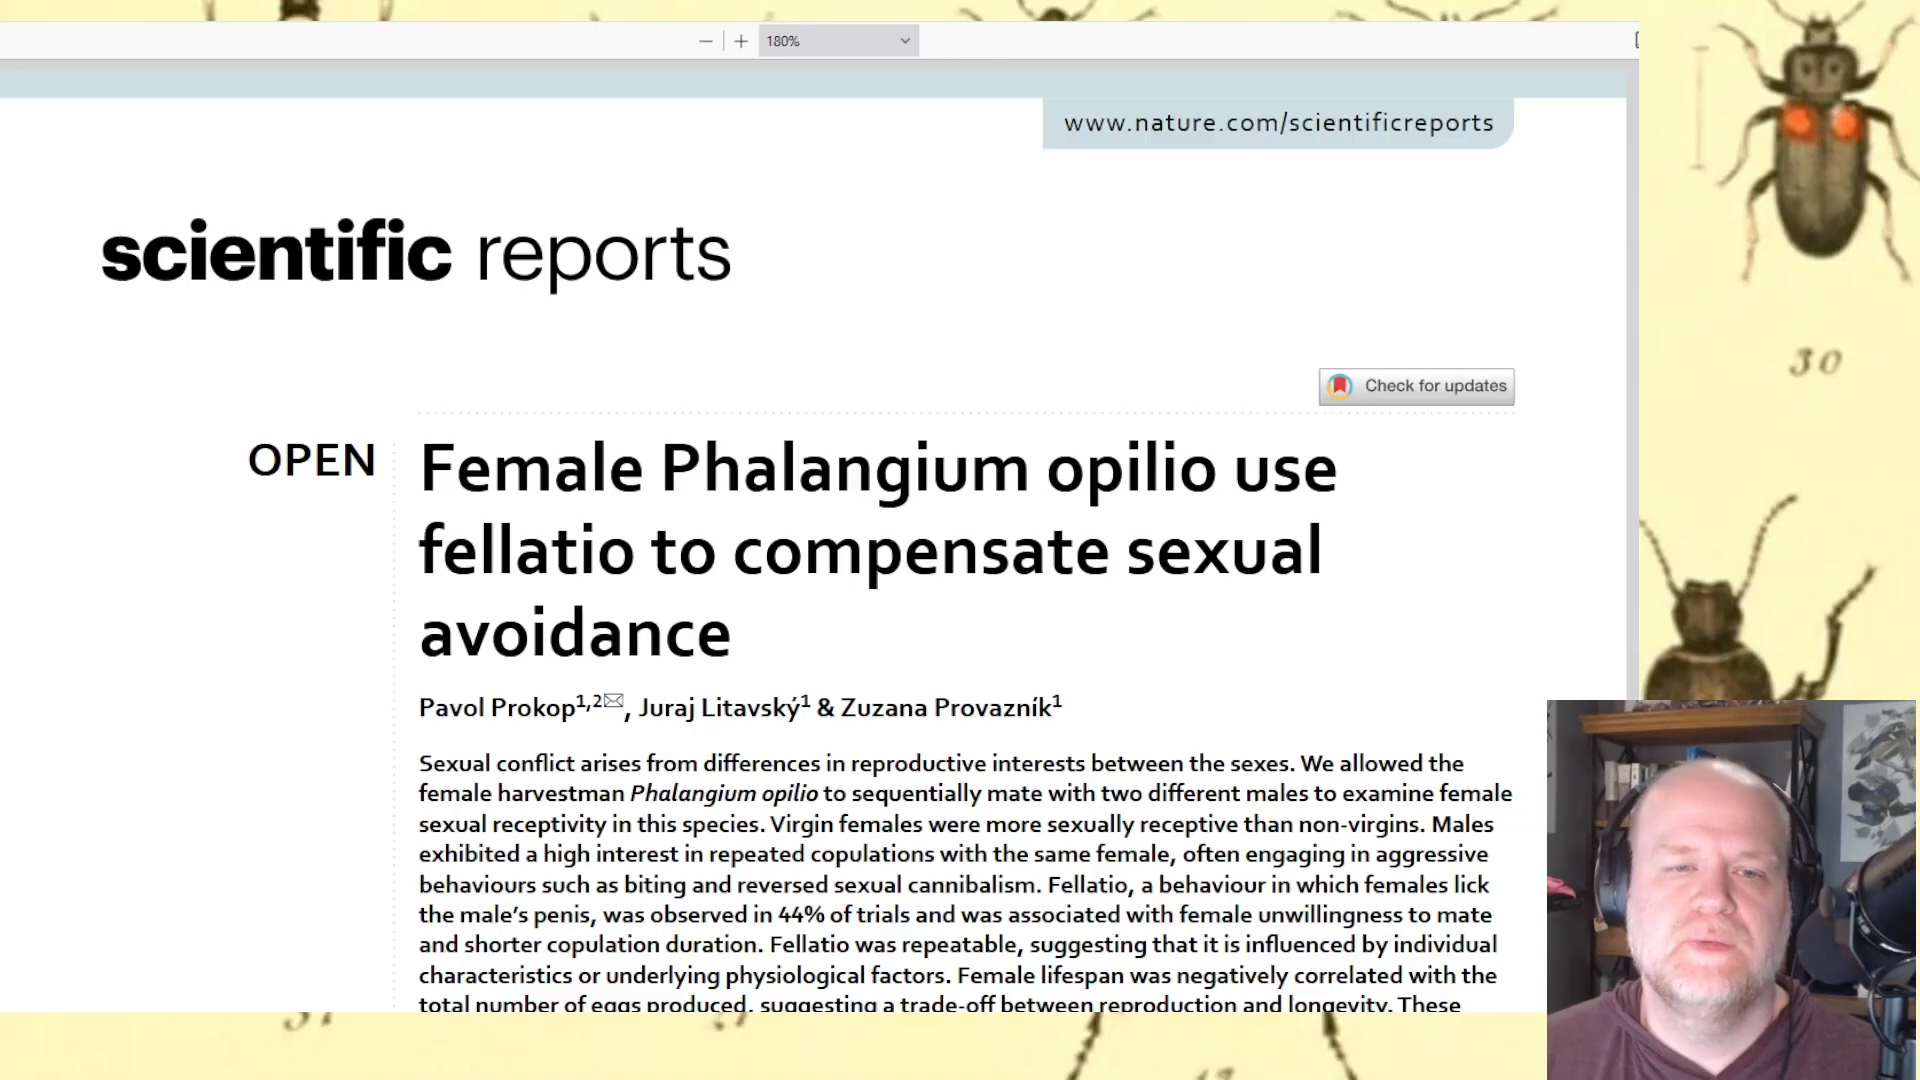 180%
www.nature.com/scientificreports
scientific reports
Check for updates
OPEN
Female Phalangium opilio use
fellatio to compensate sexual
avoidance
Pavol Prokop1,2✉, Juraj Litavský1 & Zuzana Provazník1
Sexual conflict arises from differences in reproductive interests between the sexes. We allowed the
female harvestman Phalangium opilio to sequentially mate with two different males to examine female
sexual receptivity in this species. Virgin females were more sexually receptive than non-virgins. Males
exhibited a high interest in repeated copulations with the same female, often engaging in aggressive
behaviours such as biting and reversed sexual cannibalism. Fellatio, a behaviour in which females lick
the male's penis, was observed in 44% of trials and was associated with female unwillingness to mate
and shorter copulation duration. Fellatio was repeatable, suggesting that it is influenced by individual
characteristics or underlying physiological factors. Female lifespan was negatively correlated with the
total number of eggs produced, suggesting a trade-off between reproduction and longevity. These
30